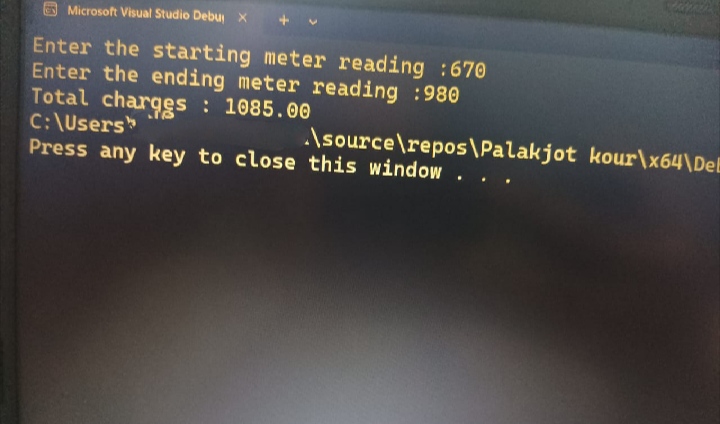 Microsoft Visual Studio Debu
Enter the starting meter reading :670
Enter the ending meter reading :980
Total charges : 1085.00
C:\Users\ \source\repos\Palakjot kour\x64\Del
Press any key to close this window . . .